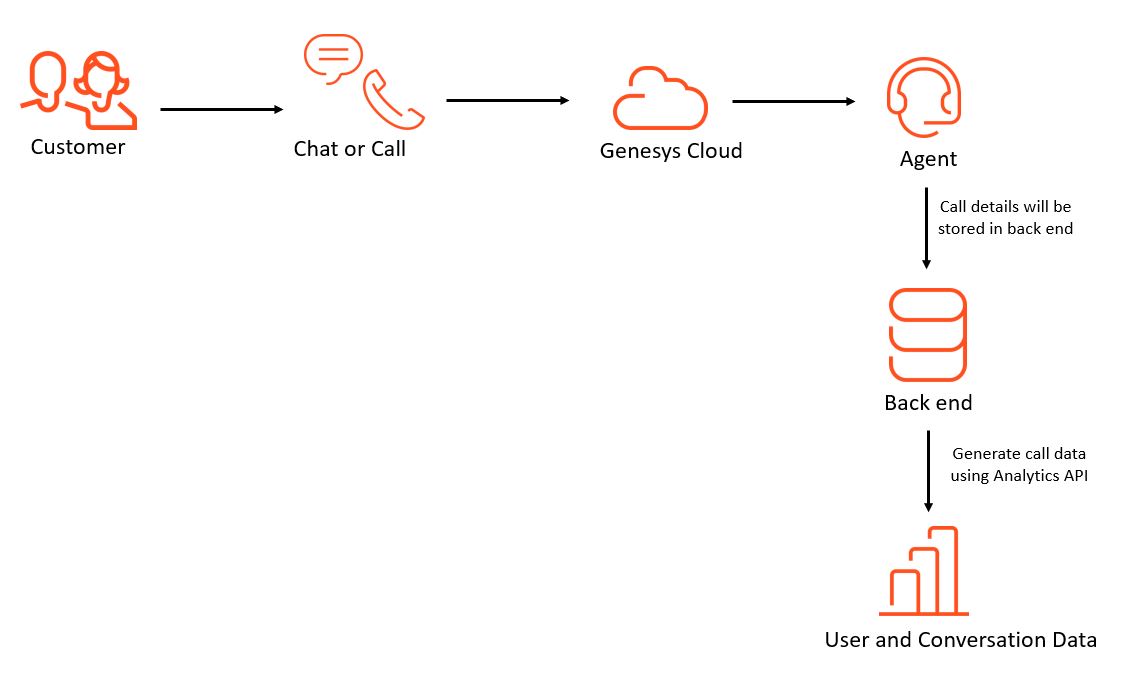 Customer
Chat or Call
Genesys Cloud
Agent
Call details will be
stored in back end
Back end
Generate call data
using Analytics API
User and Conversation Data